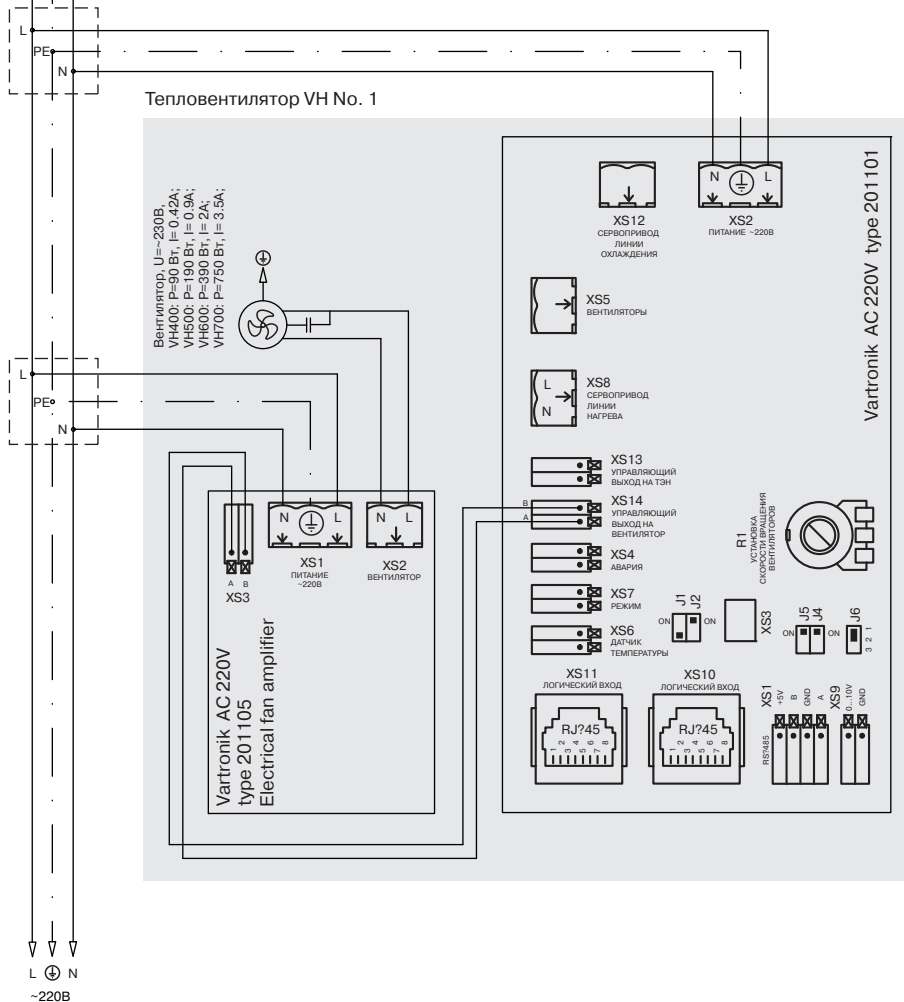 L
PE
N
Тепловентилятор VH No. 1
Вентилятор, U=~230В,
VH400: P=90 Вт, I= 0.42А;
VH500: P=190 Вт, I= 0.9А;
VH600: P=390 Вт, I= 2А;
VH700: P=750 Вт, I= 3.5А;
L
PE
N
N L
XS1
ПИТАНИЕ
~220В
N L
XS2
ВЕНТИЛЯТОР
A B
XS3
Vartronik AC 220V
type 201105
Electrical fan amplifier
XS12
СЕРВОПРИВОД
ЛИНИИ
ОХЛАЖДЕНИЯ
N L
XS2
ПИТАНИЕ ~220В
Vartronik AC 220V type 201101
XS5
ВЕНТИЛЯТОРЫ
L
N
XS8
СЕРВОПРИВОД
ЛИНИИ
НАГРЕВА
XS13
УПРАВЛЯЮЩИЙ
ВЫХОД НА ТЭН
B
A
XS14
УПРАВЛЯЮЩИЙ
ВЫХОД НА
ВЕНТИЛЯТОР
R1
УСТАНОВКА
СКОРОСТИ ВРАЩЕНИЯ
ВЕНТИЛЯТОРОВ
XS4
АВАРИЯ
XS7
РЕЖИМ
XS6
ДАТЧИК
ТЕМПЕРАТУРЫ
J1
J2
ON ON
XS3
J5
J4
ON ON
J6
3 2 1
XS11
ЛОГИЧЕСКИЙ ВХОД
RJ?45
1 2 3 4 5 6 7 8
XS10
ЛОГИЧЕСКИЙ ВХОД
RJ?45
1 2 3 4 5 6 7 8
XS1
+5V
B
GND
A
RS?485
XS9
0...10V
GND
L N
~220В